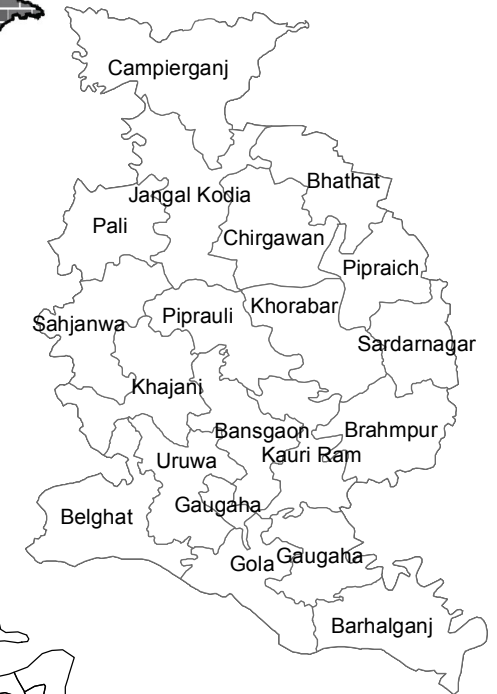 Campierganj
Bhathat
Jangal Kodia
Pali
Chirgawan
Pipraich
Khorabar
Piprauli
Sahjanwa
Sardarnagar
Khajani
Bansgaon
Brahmpur
Kauri Ram
Uruwa
Gaugaha
Belghat
Gaugaha
Gola
Barhalganj